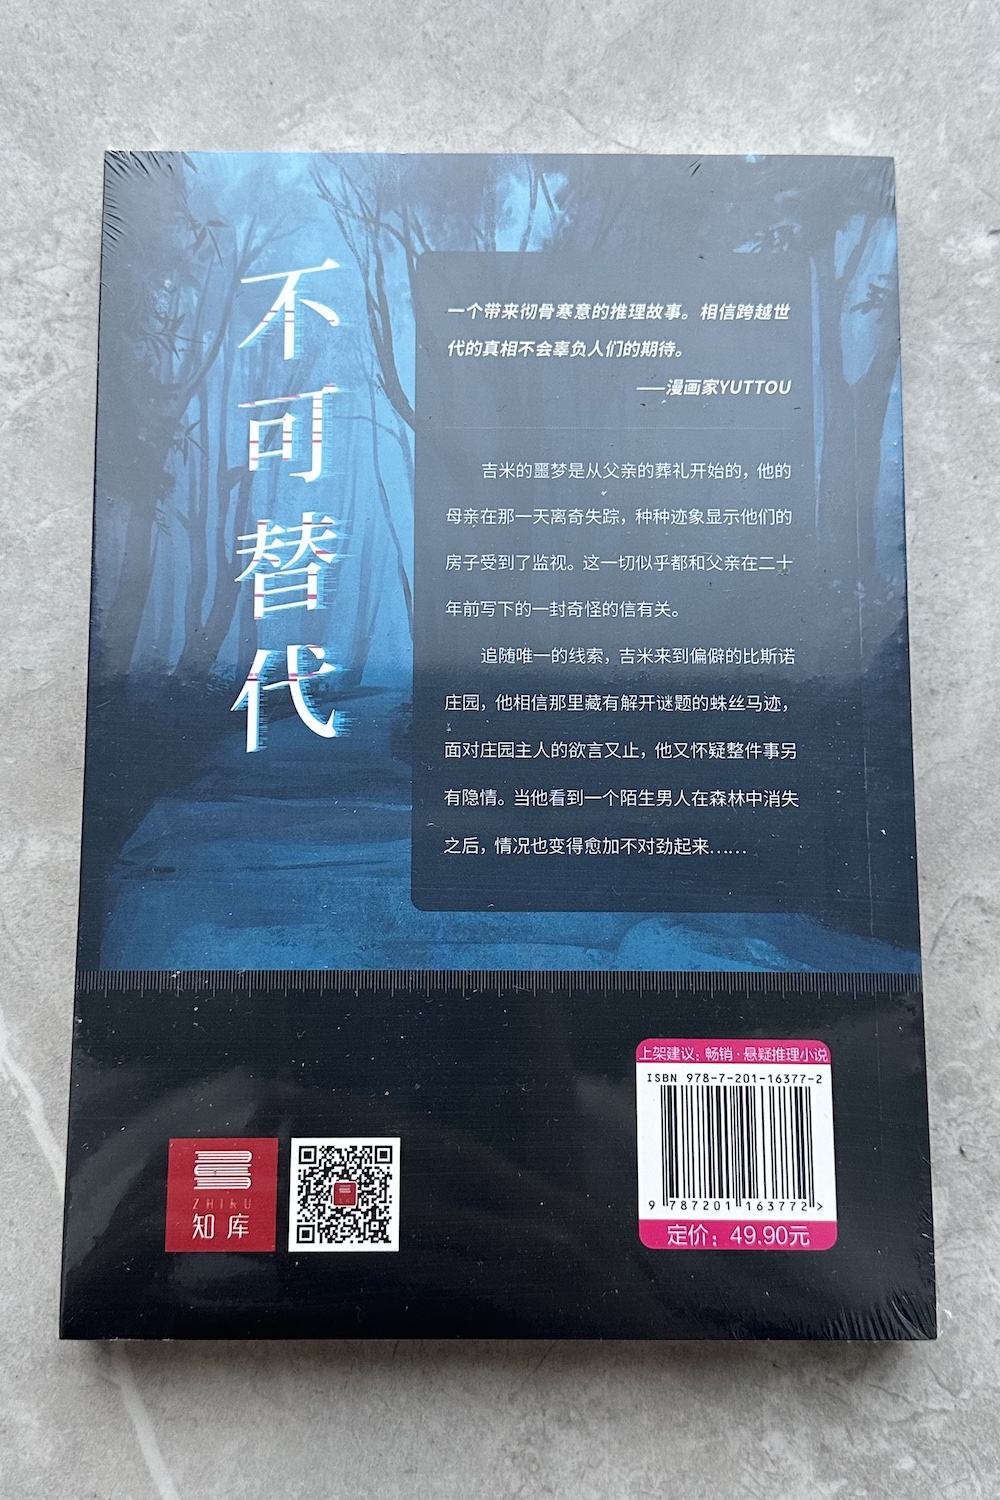 不可替代
一个带来彻骨寒意的推理故事。相信跨越世
代的真相不会辜负人们的期待。
——漫画家YUTTOU
吉米的噩梦是从父亲的葬礼开始的，他的
母亲在那一天离奇失踪，种种迹象显示他们的
房子受到了监视。这一切似乎都和父亲在二十
年前写下的一封奇怪的信有关。
追随唯一的线索，吉米来到偏僻的比斯诺
庄园，他相信那里藏有解开谜题的蛛丝马迹，
面对庄园主人的欲言又止，他又怀疑整件事另
有隐情。当他看到一个陌生男人在森林中消失
之后，情况也变得愈加不对劲起来……
ZHIKU
知库
上架建议：畅销·悬疑推理小说
ISBN 978-7-201-16377-2
9 787201 163772 >
定价：49.90元